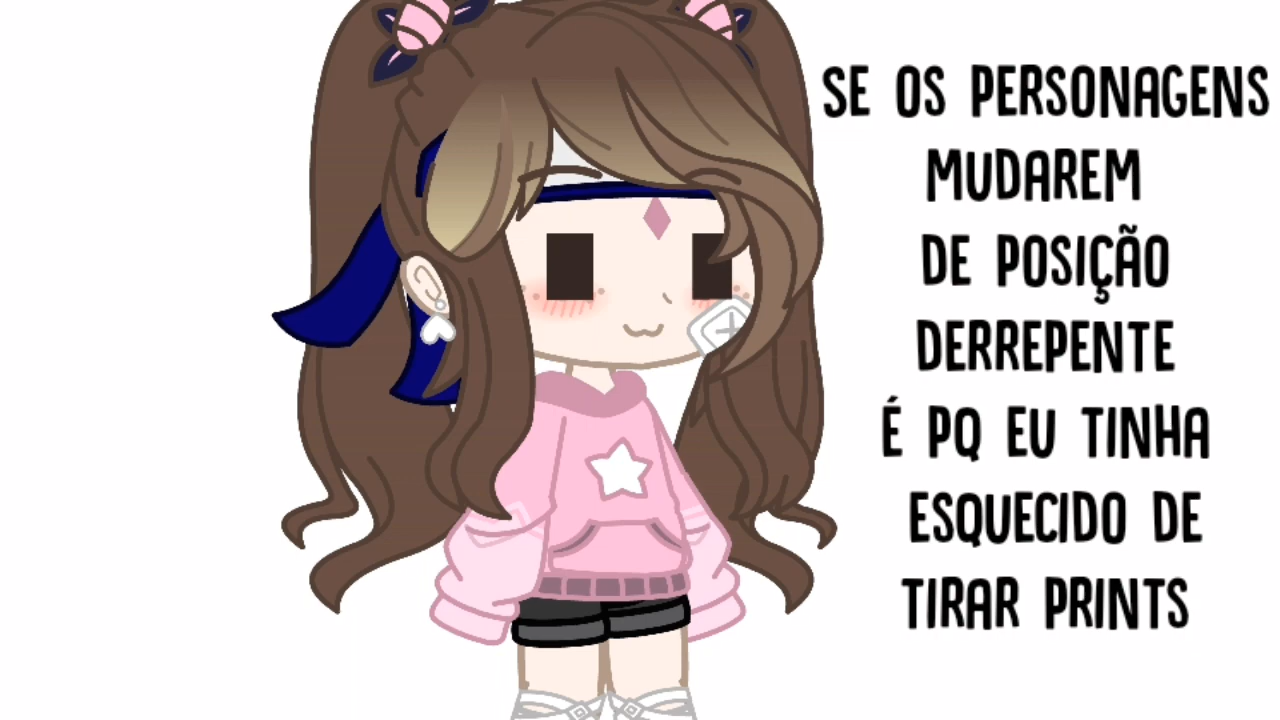 SE OS PERSONAGENS
MUDAREM
DE POSIÇÃO
DERREPENTE
É PQ EU TINHA
ESQUECIDO DE
TIRAR PRINTS